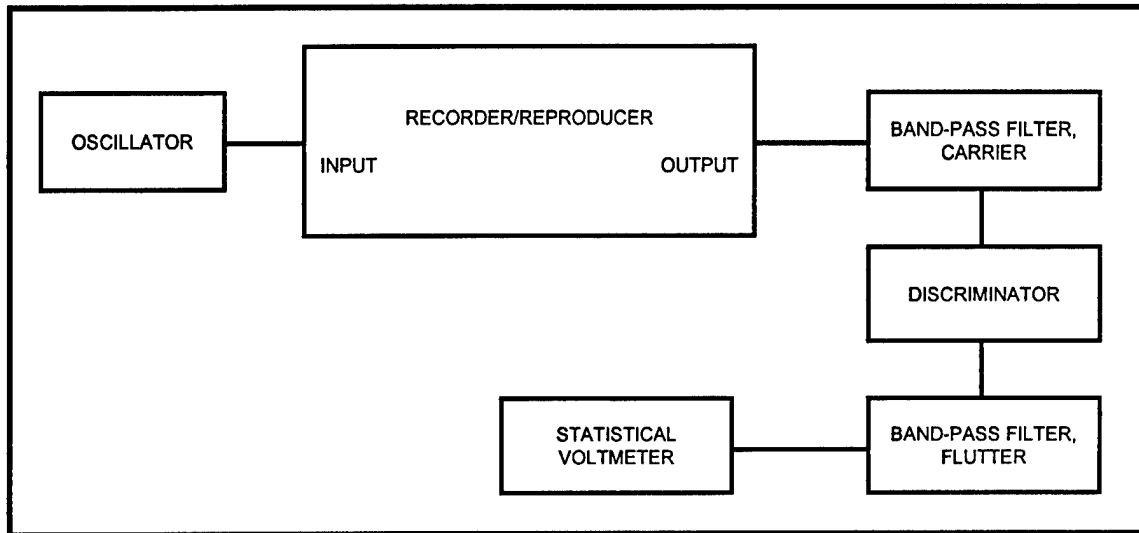 OSCILLATOR
RECORDER/REPRODUCER
INPUT
OUTPUT
BAND-PASS FILTER,
CARRIER
DISCRIMINATOR
BAND-PASS FILTER,
FLUTTER
STATISTICAL
VOLTMETER